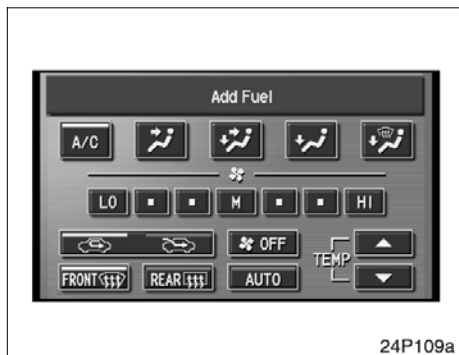 Add Fuel
A/C
LO M HI
OFF
TEMP
FRONT REAR AUTO
24P109a